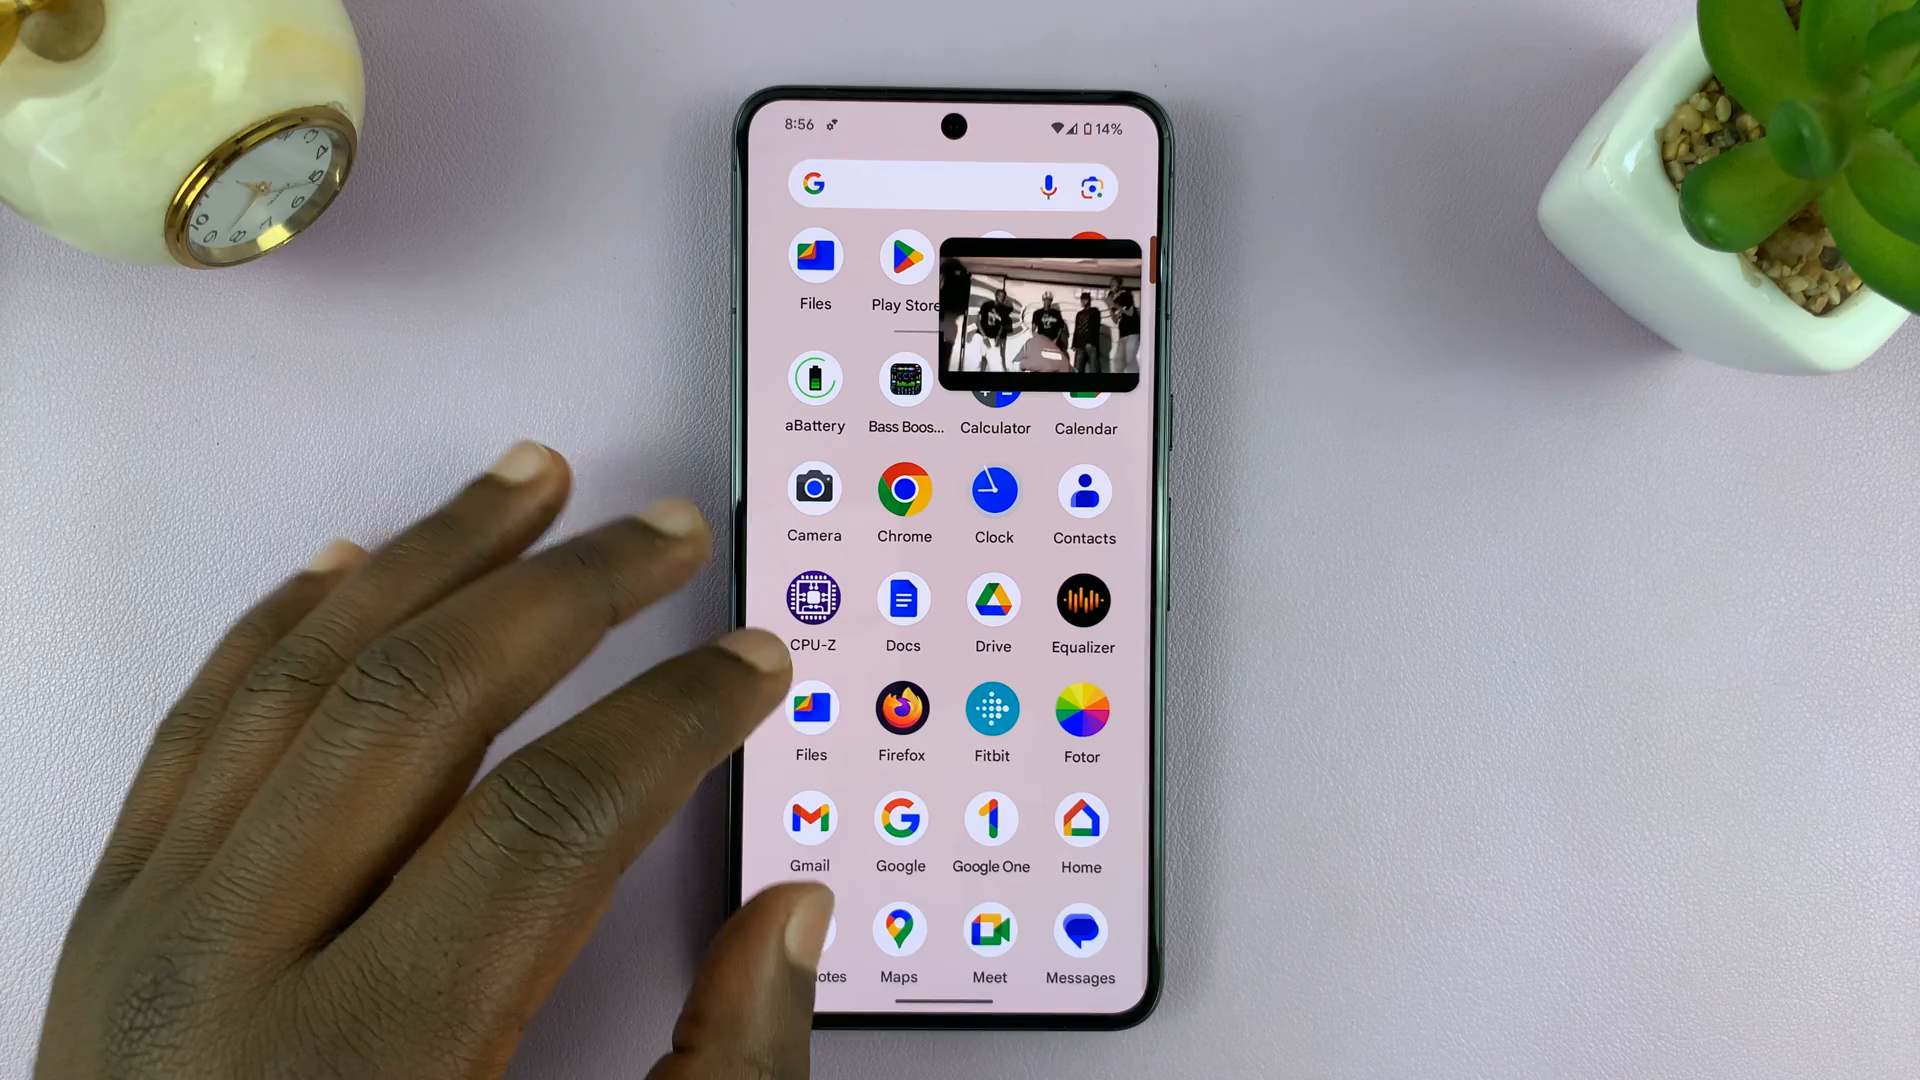 8:56 14%
Files Play Store
aBattery Bass Boos... Calculator Calendar
Camera Chrome Clock Contacts
CPU-Z Docs Drive Equalizer
Files Firefox Fitbit Fotor
Gmail Google Google One Home
otes Maps Meet Messages